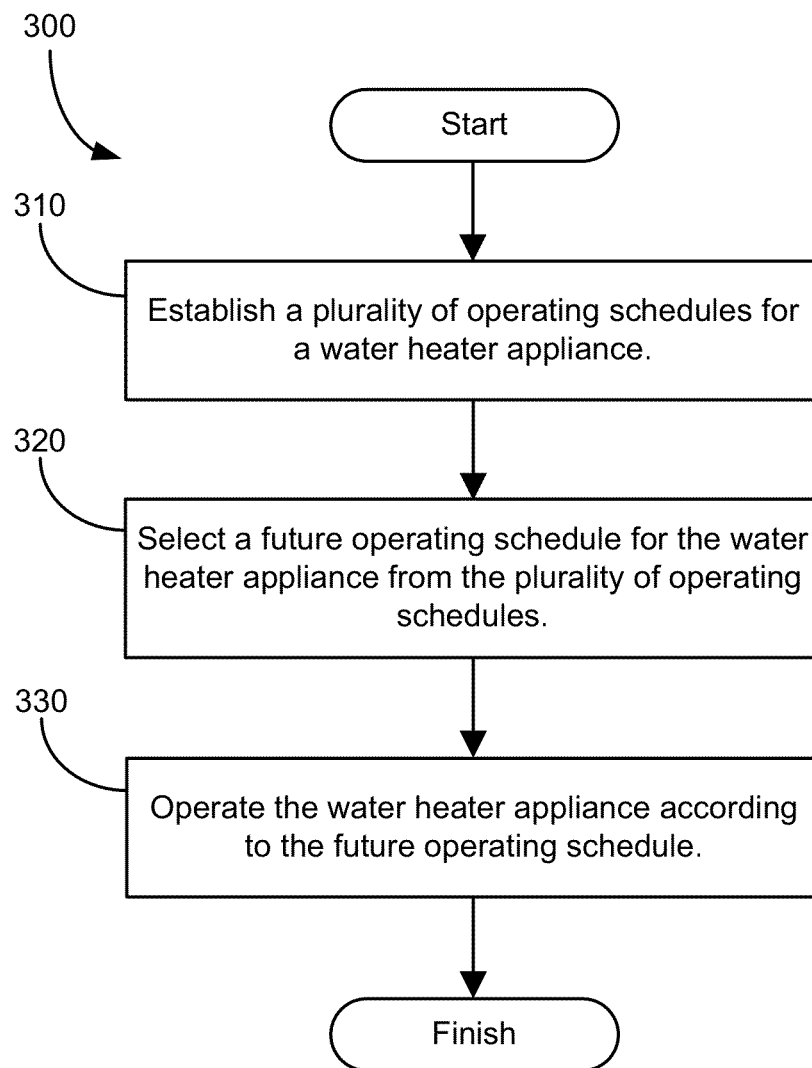 300
Start
310
Establish a plurality of operating schedules for
a water heater appliance.
320
Select a future operating schedule for the water
heater appliance from the plurality of operating
schedules.
330
Operate the water heater appliance according
to the future operating schedule.
Finish